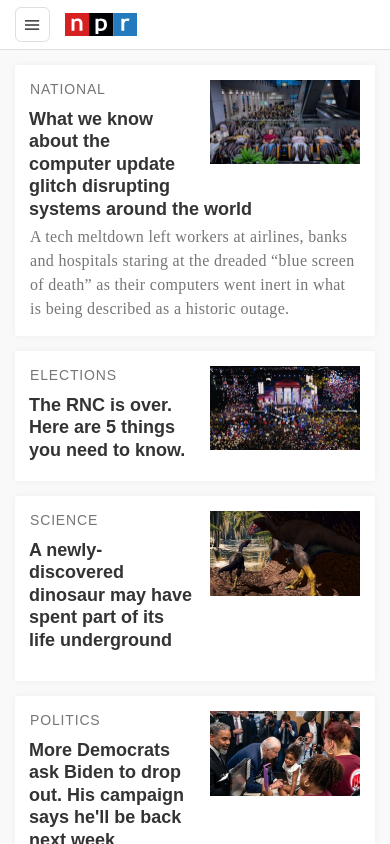 npr
NATIONAL
What we know
about the
computer update
glitch disrupting
systems around the world
A tech meltdown left workers at airlines, banks
and hospitals staring at the dreaded “blue screen
of death” as their computers went inert in what
is being described as a historic outage.
ELECTIONS
The RNC is over.
Here are 5 things
you need to know.
SCIENCE
A newly-
discovered
dinosaur may have
spent part of its
life underground
POLITICS
More Democrats
ask Biden to drop
out. His campaign
says he'll be back
next week